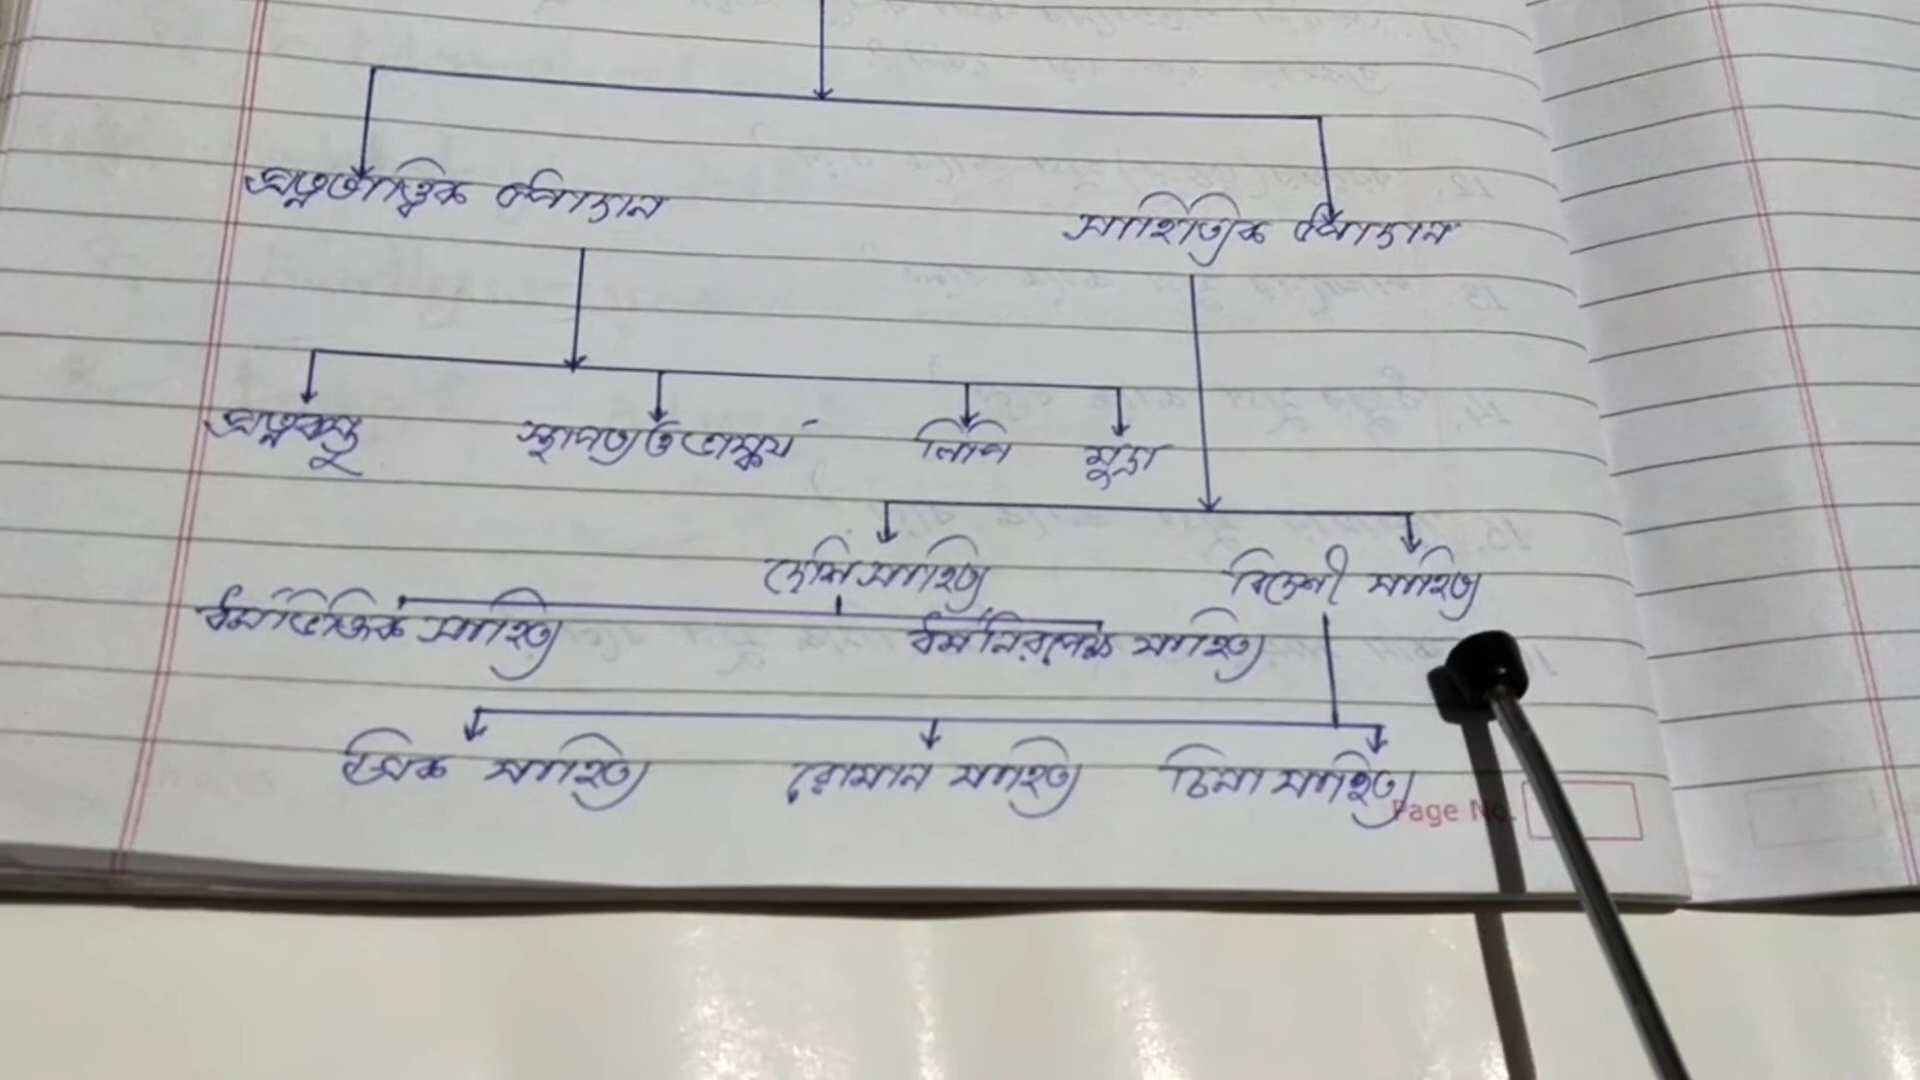 প্রত্নতাত্ত্বিক উপাদান
সাহিত্যিক উপাদান
প্রত্নবস্তু স্থাপত্য ও ভাস্কর্য লিপি মুদ্রা
দেশি সাহিত্য বিদেশী সাহিত্য
ধর্মভিত্তিক সাহিত্য ধর্মনিরপেক্ষ সাহিত্য
গ্রিক সাহিত্য রোমান সাহিত্য চিনা সাহিত্য
Page No.